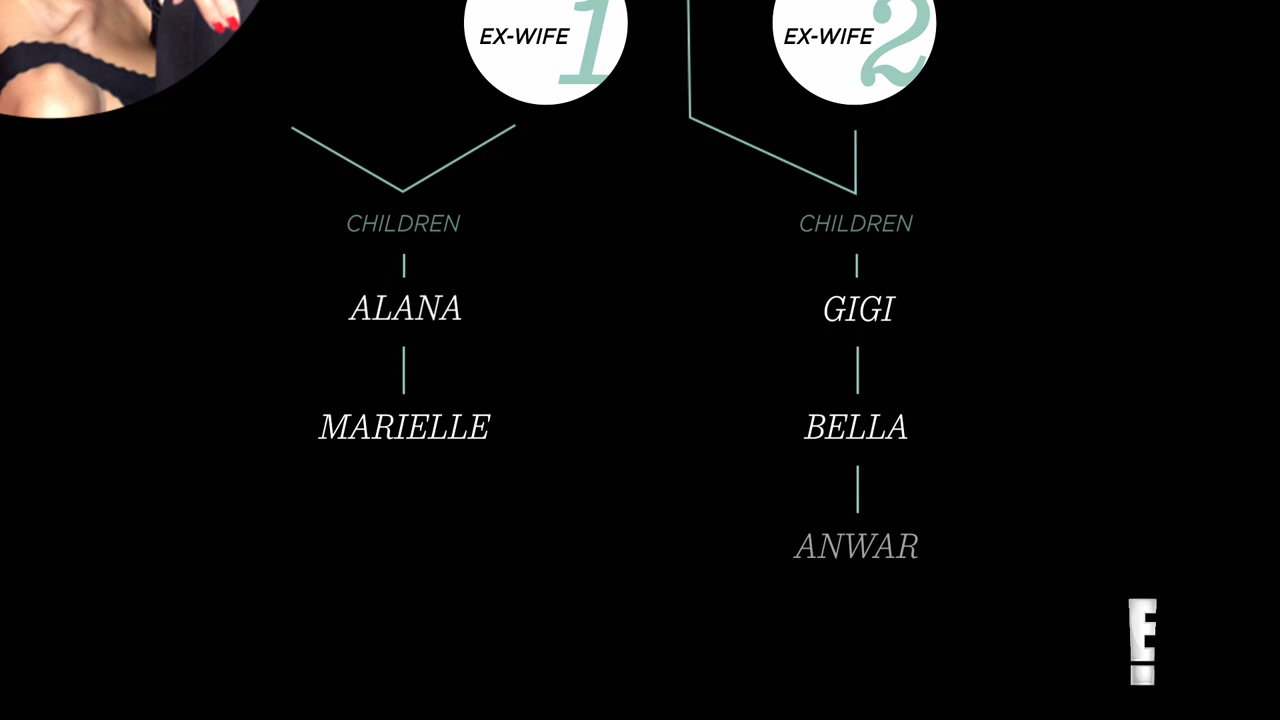 EX-WIFE 1
EX-WIFE 2
CHILDREN
ALANA
MARIELLE
CHILDREN
GIGI
BELLA
ANWAR
E!